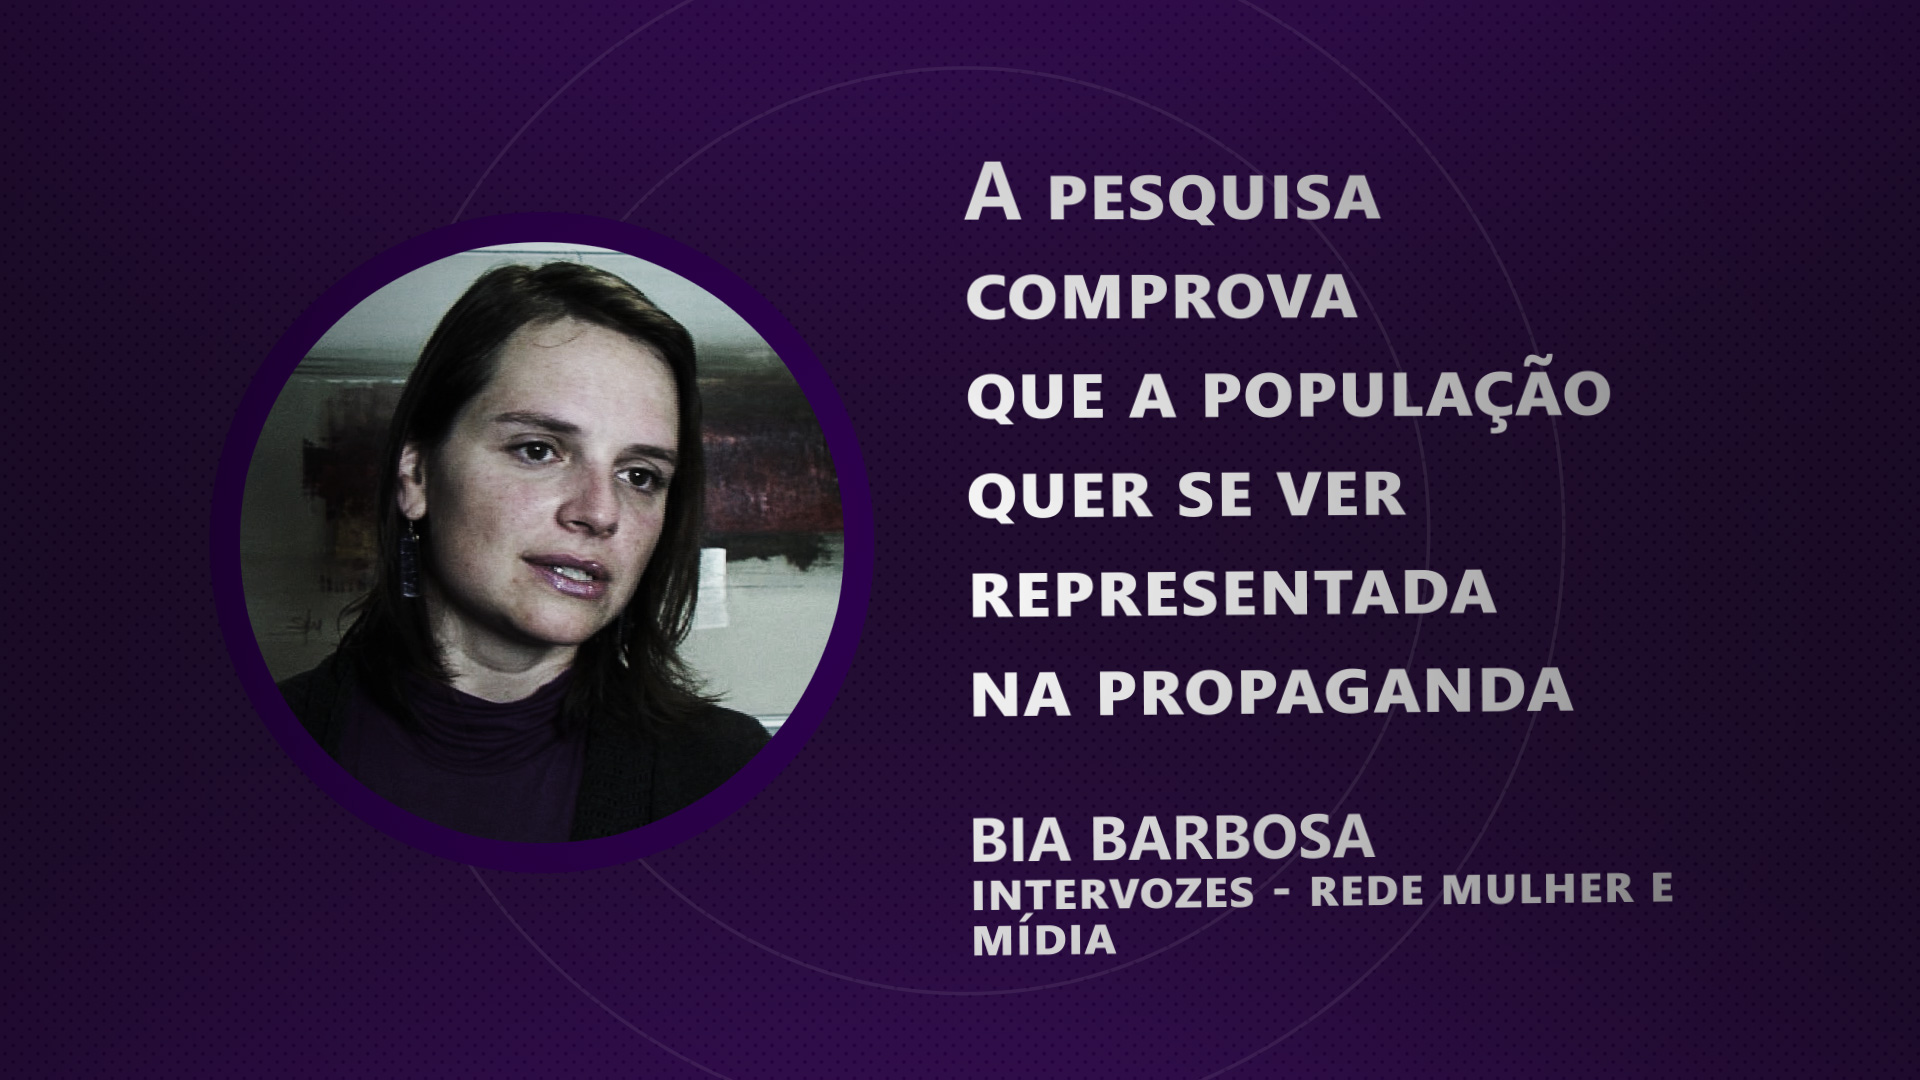 A PESQUISA
COMPROVA
QUE A POPULAÇÃO
QUER SE VER
REPRESENTADA
NA PROPAGANDA
BIA BARBOSA
INTERVOZES - REDE MULHER E
MÍDIA